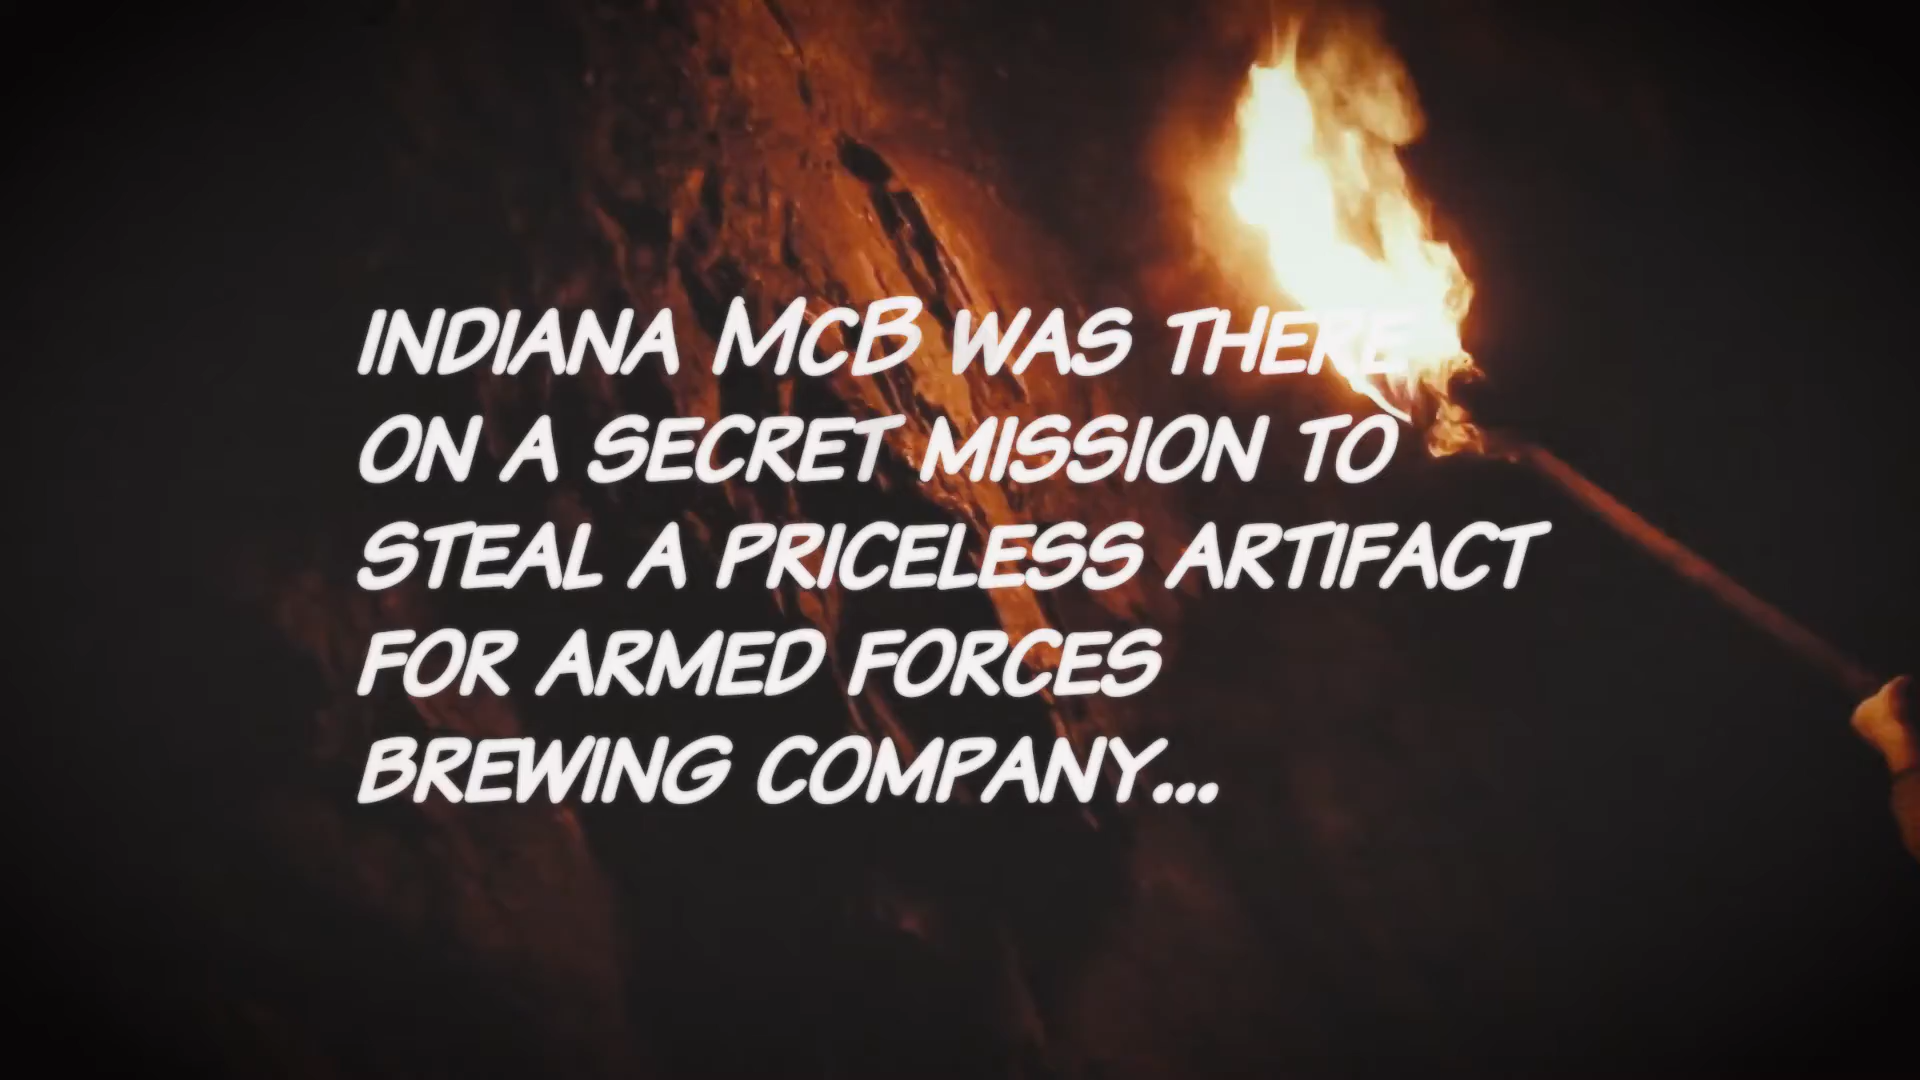 INDIANA McB WAS THERE
ON A SECRET MISSION TO
STEAL A PRICELESS ARTIFACT
FOR ARMED FORCES
BREWING COMPANY...